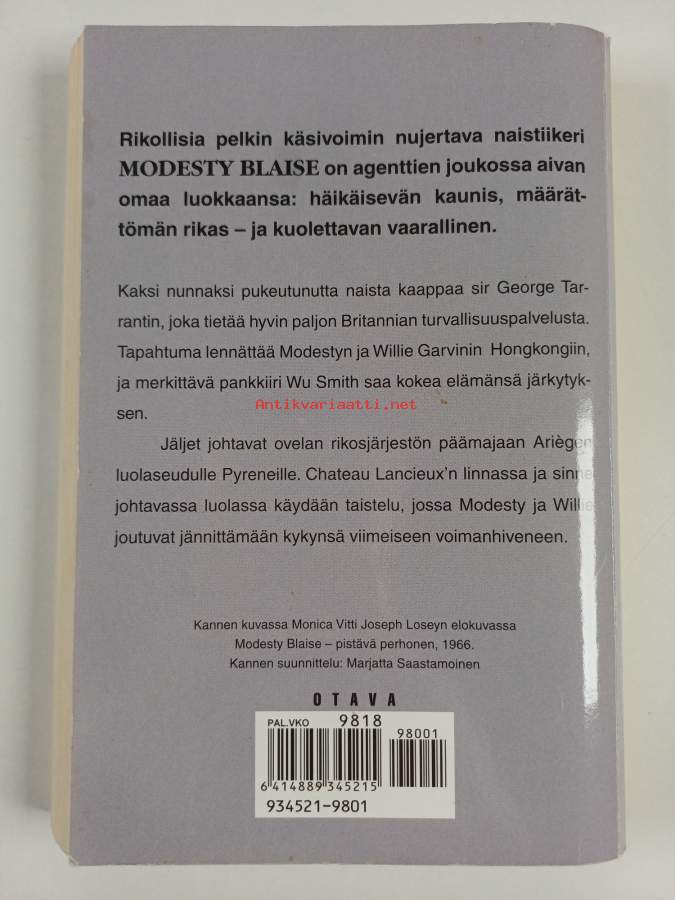 Rikollisia pelkin käsivoimin nujertava naistiikeri
MODESTY BLAISE on agenttien joukossa aivan
omaa luokkaansa: häikäisevän kaunis, määrät-
tömän rikas – ja kuolettavan vaarallinen.
Kaksi nunnaksi pukeutunutta naista kaappaa sir George Tar-
rantin, joka tietää hyvin paljon Britannian turvallisuuspalvelusta.
Tapahtuma lennättää Modestyn ja Willie Garvinin Hongkongiin,
ja merkittävä pankkiiri Wu Smith saa kokea elämänsä järkytyk-
sen.
Antikvariaatti.net
Jäljet johtavat ovelan rikosjärjestön päämajaan Ariègen
luolaseudulle Pyreneille. Chateau Lancieux'n linnassa ja sinne
johtavassa luolassa käydään taistelu, jossa Modesty ja Willie
joutuvat jännittämään kykynsä viimeiseen voimanhiveneen.
Kannen kuvassa Monica Vitti Joseph Loseyn elokuvassa
Modesty Blaise – pistävä perhonen, 1966.
Kannen suunnittelu: Marjatta Saastamoinen
OTAVA
PAL.VKO 9818
98001
6 414889 345215
934521-9801